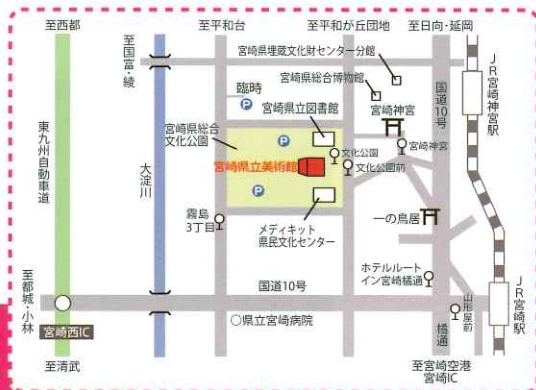 至西都
至国富・綾
至平和台
至平和が丘団地
至日向・延岡
宮崎県埋蔵文化財センター分館
宮崎県総合博物館
臨時
P
宮崎県立図書館
宮崎神宮
国道10号
JR宮崎神宮駅
宮崎県総合
文化公園
P
文化公園
宮崎神宮
東九州自動車道
大淀川
宮崎県立美術館
文化公園前
P
霧島
3丁目
メディキット
県民文化センター
一の鳥居
至都城・小林
国道10号
ホテルルート
イン宮崎橘通
山形屋前
JR宮崎駅
宮崎西IC
○県立宮崎病院
橘通
至清武
至宮崎空港
宮崎IC